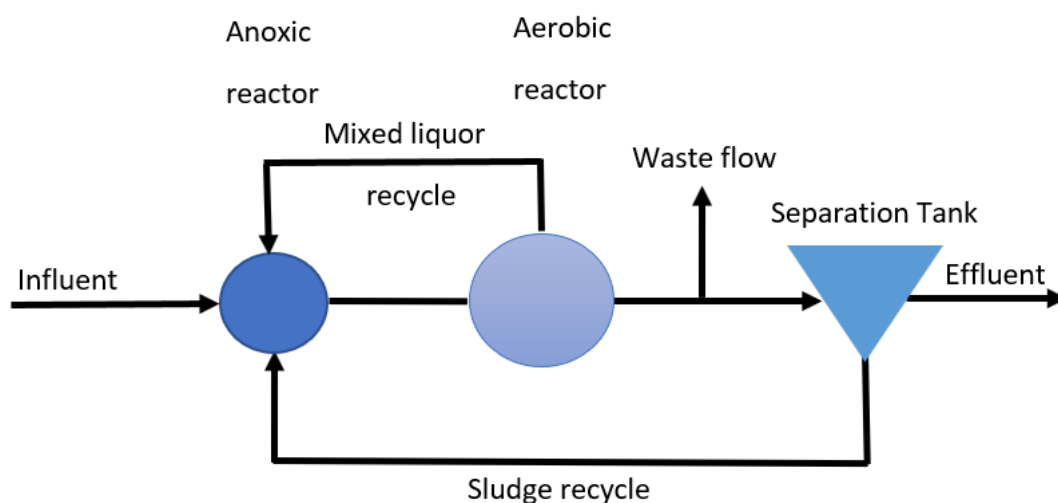 Anoxic
reactor
Aerobic
reactor
Mixed liquor
recycle
Waste flow
Separation Tank
Influent
Effluent
Sludge recycle